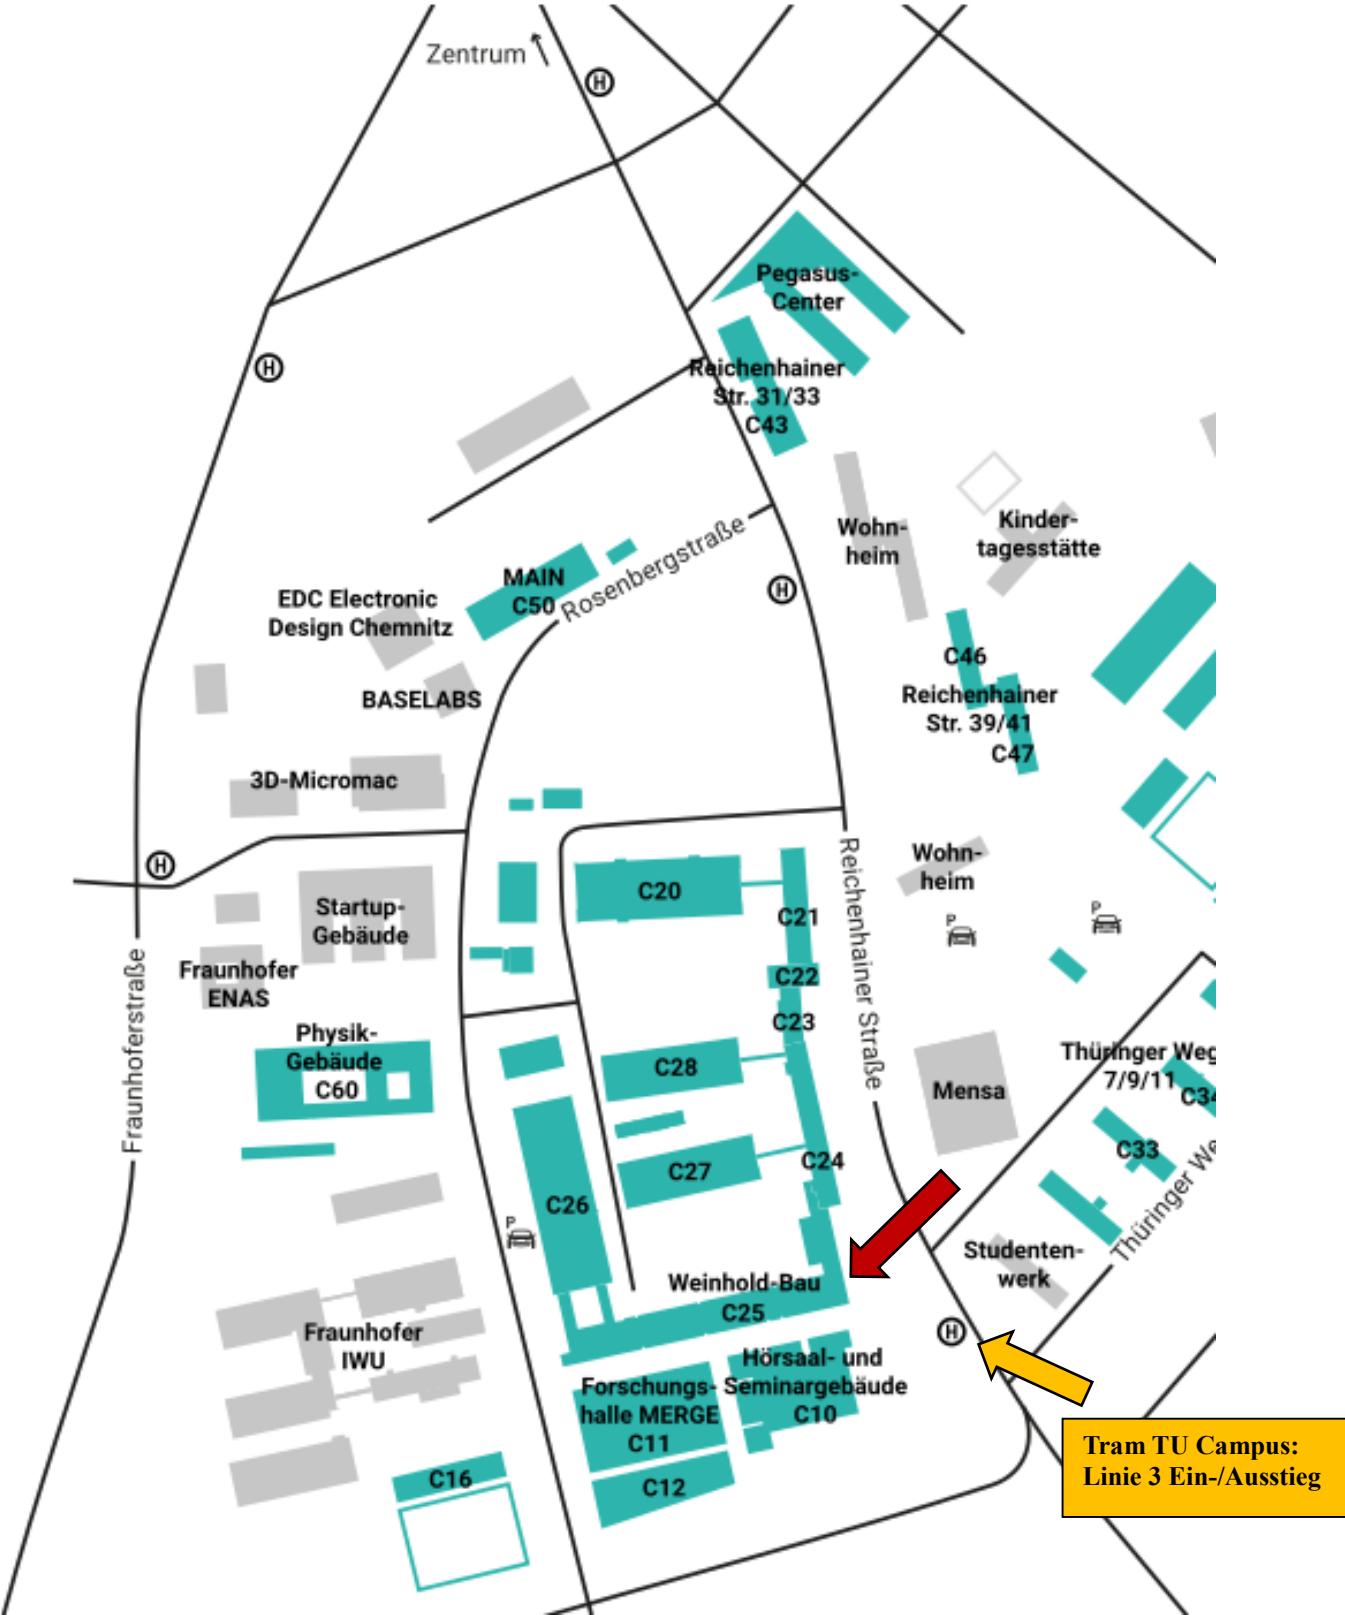 Zentrum
H
Pegasus-
Center
H
Reichenhainer
Str. 31/33
C43
Rosenbergstraße
Wohn-
heim
Kinder-
tagesstätte
MAIN
C50
H
EDC Electronic
Design Chemnitz
C46
BASELABS
Reichenhainer
Str. 39/41
C47
3D-Micromac
H
Reichenhainer Straße
Wohn-
heim
C20
Startup-
Gebäude
C21
P
P
Fraunhofer
ENAS
C22
Fraunhoferstraße
C23
Physik-
Gebäude
C60
C28
Mensa
Thüringer Weg
7/9/11
C34
C33
C24
C27
C26
P
Thüringer We
Studenten-
werk
Weinhold-Bau
C25
H
Fraunhofer
IWU
Hörsaal- und
Seminargebäude
C10
Forschungs-
halle MERGE
C11
Tram TU Campus:
Linie 3 Ein-/Ausstieg
C16
C12